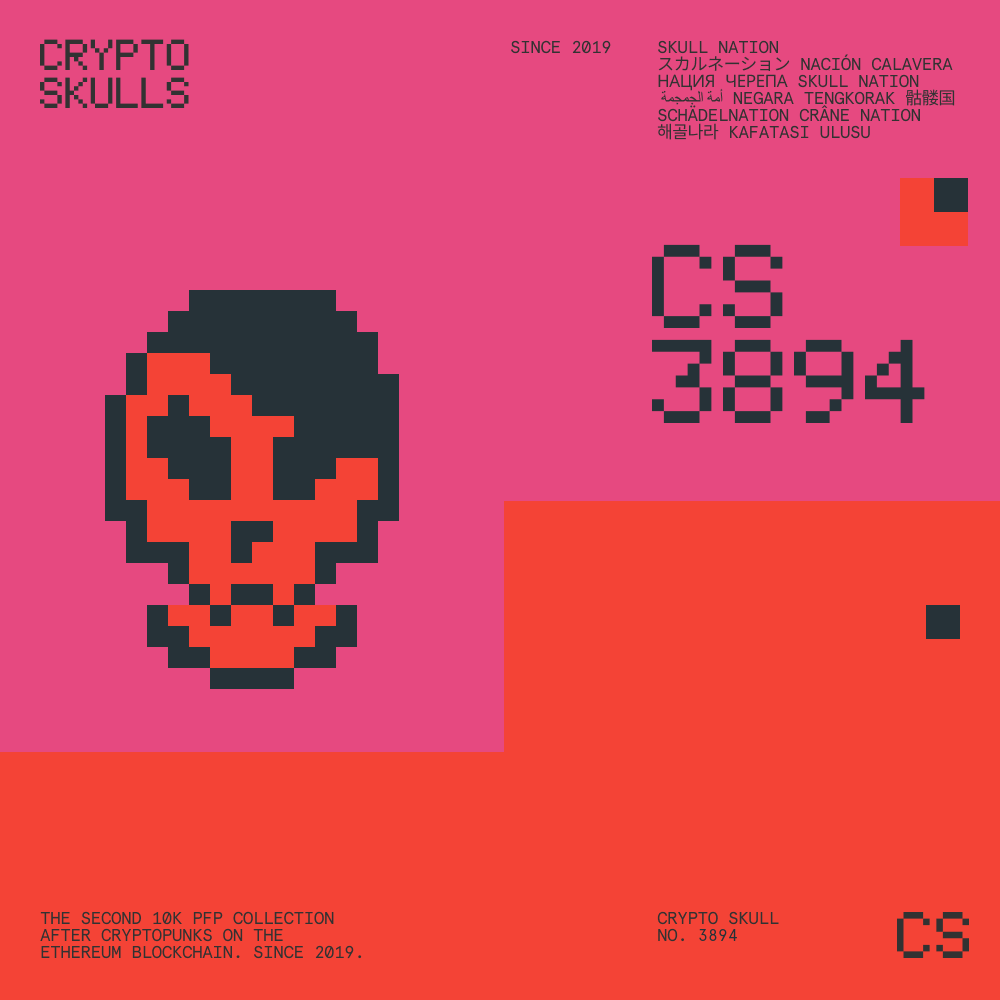 CRYPTO
SKULLS
SINCE 2019
SKULL NATION
スカルネーション NACIÓN CALAVERA
НАЦИЯ ЧЕРЕПА SKULL NATION
أمة الجمجمة NEGARA TENGKORAK 骷髅国
SCHÄDELNATION CRÂNE NATION
해골나라 KAFATASI ULUSU
CS
3894
THE SECOND 10K PFP COLLECTION
AFTER CRYPTOPUNKS ON THE
ETHEREUM BLOCKCHAIN. SINCE 2019.
CRYPTO SKULL
NO. 3894
CS